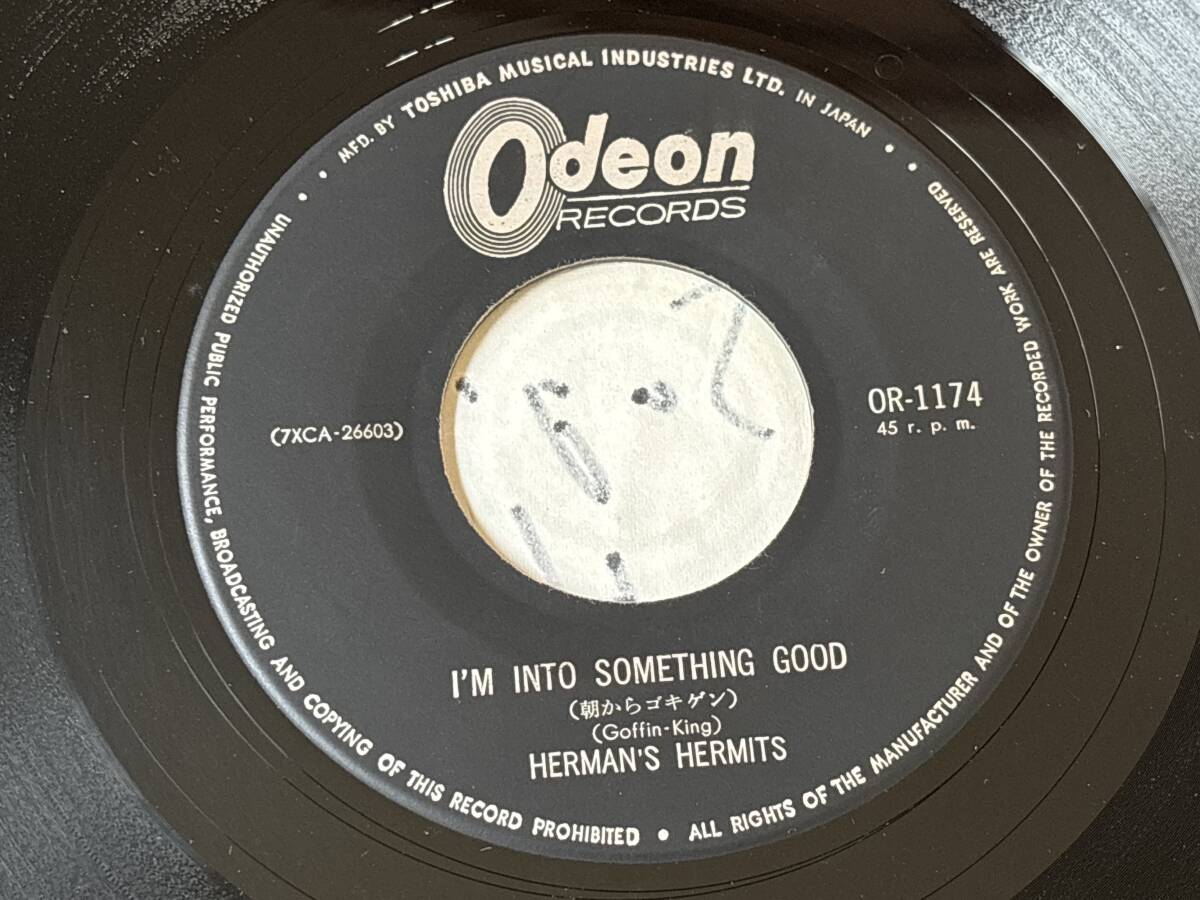 MFD. BY TOSHIBA MUSICAL INDUSTRIES LTD. IN JAPAN
Odeon
RECORDS
(7XCA-26603)
OR-1174
45 r. p. m.
I'M INTO SOMETHING GOOD
(朝からゴキゲン)
(Goffin-King)
HERMAN'S HERMITS
UNAUTHORIZED PUBLIC PERFORMANCE, BROADCASTING AND COPYING OF THIS RECORD PROHIBITED • ALL RIGHTS OF THE MANUFACTURER AND OF THE OWNER OF THE RECORDED WORK ARE RESERVED